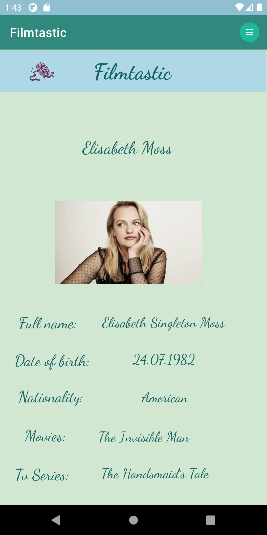 1:43
Filmtastic
Filmtastic
Elisabeth Moss
Full name: Elisabeth Singleton Moss
Date of birth: 24.07.1982
Nationality: American
Movies: The Invisible Man
Tv Series: The Handsmaid's Tale